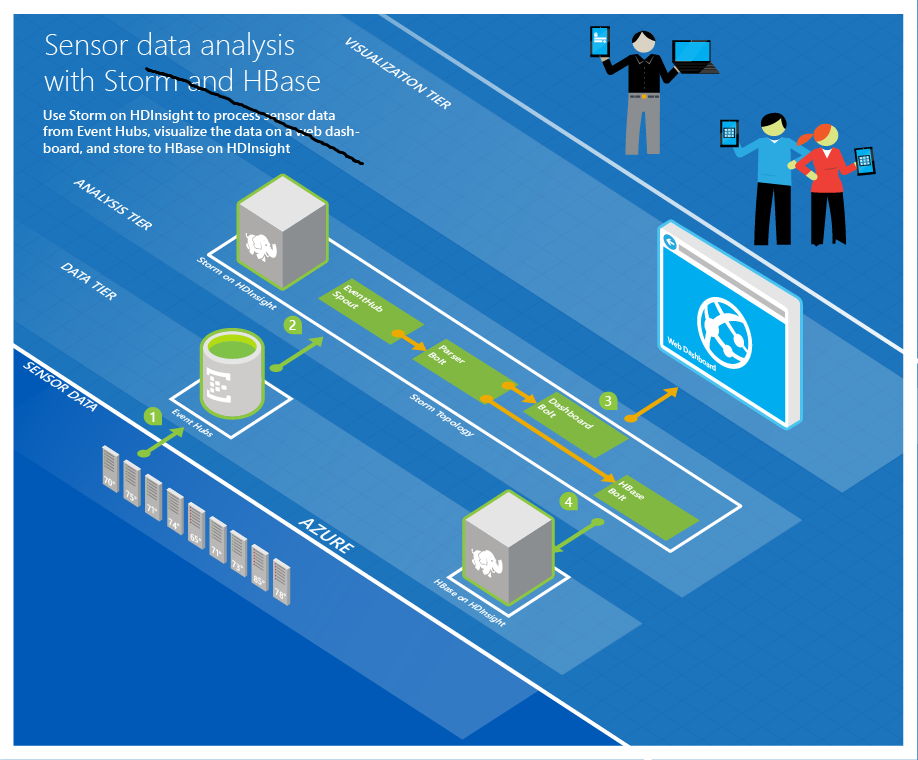 Sensor data analysis
with Storm and HBase
Use Storm on HDInsight to process sensor data
from Event Hubs, visualize the data on a web dash-
board, and store to HBase on HDInsight
VISUALIZATION TIER
ANALYSIS TIER
DATA TIER
SENSOR DATA
AZURE
Storm on HDInsight
EventHub
Spout
Parser
Bolt
Dashboard
Bolt
HBase
Bolt
Storm Topology
Web Dashboard
Event Hubs
HBase on HDInsight
1
2
3
4
70°
75°
71°
74°
65°
71°
73°
85°
78°